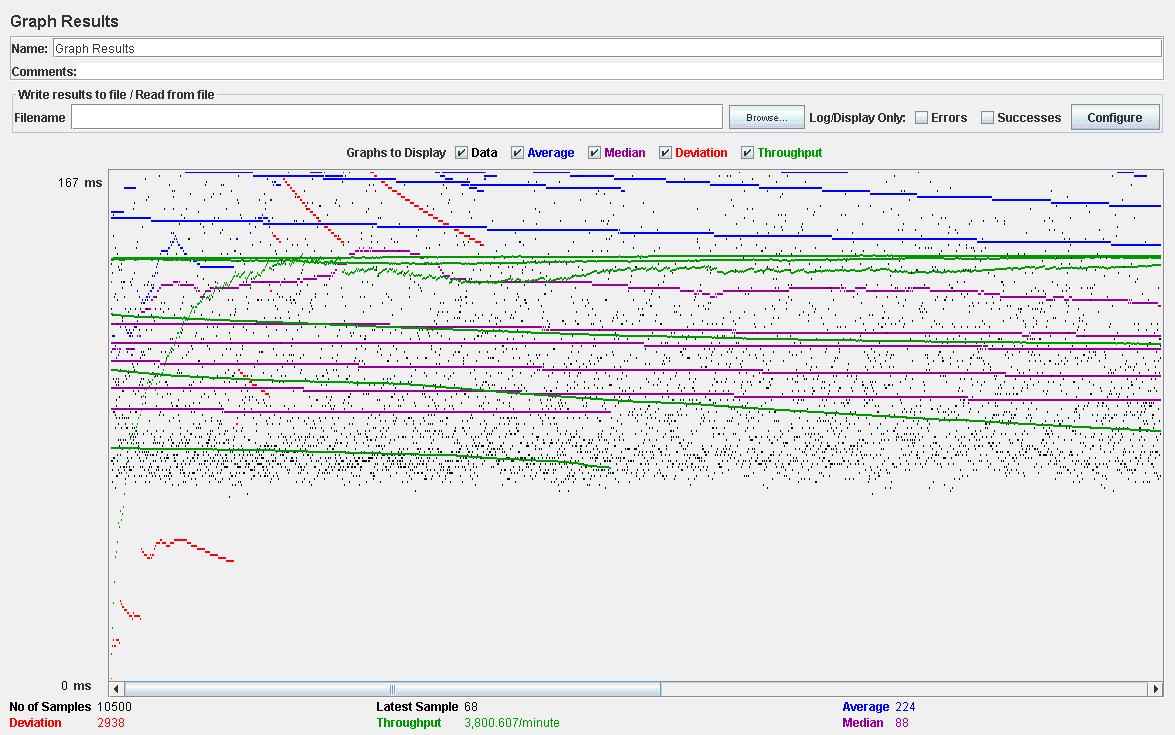 Graph Results
Name: Graph Results
Comments:
Write results to file / Read from file
Filename Browse... Log/Display Only: Errors Successes Configure
Graphs to Display Data Average Median Deviation Throughput
167 ms
0 ms
No of Samples 10500 Latest Sample 68 Average 224
Deviation 2938 Throughput 3,800.607/minute Median 88